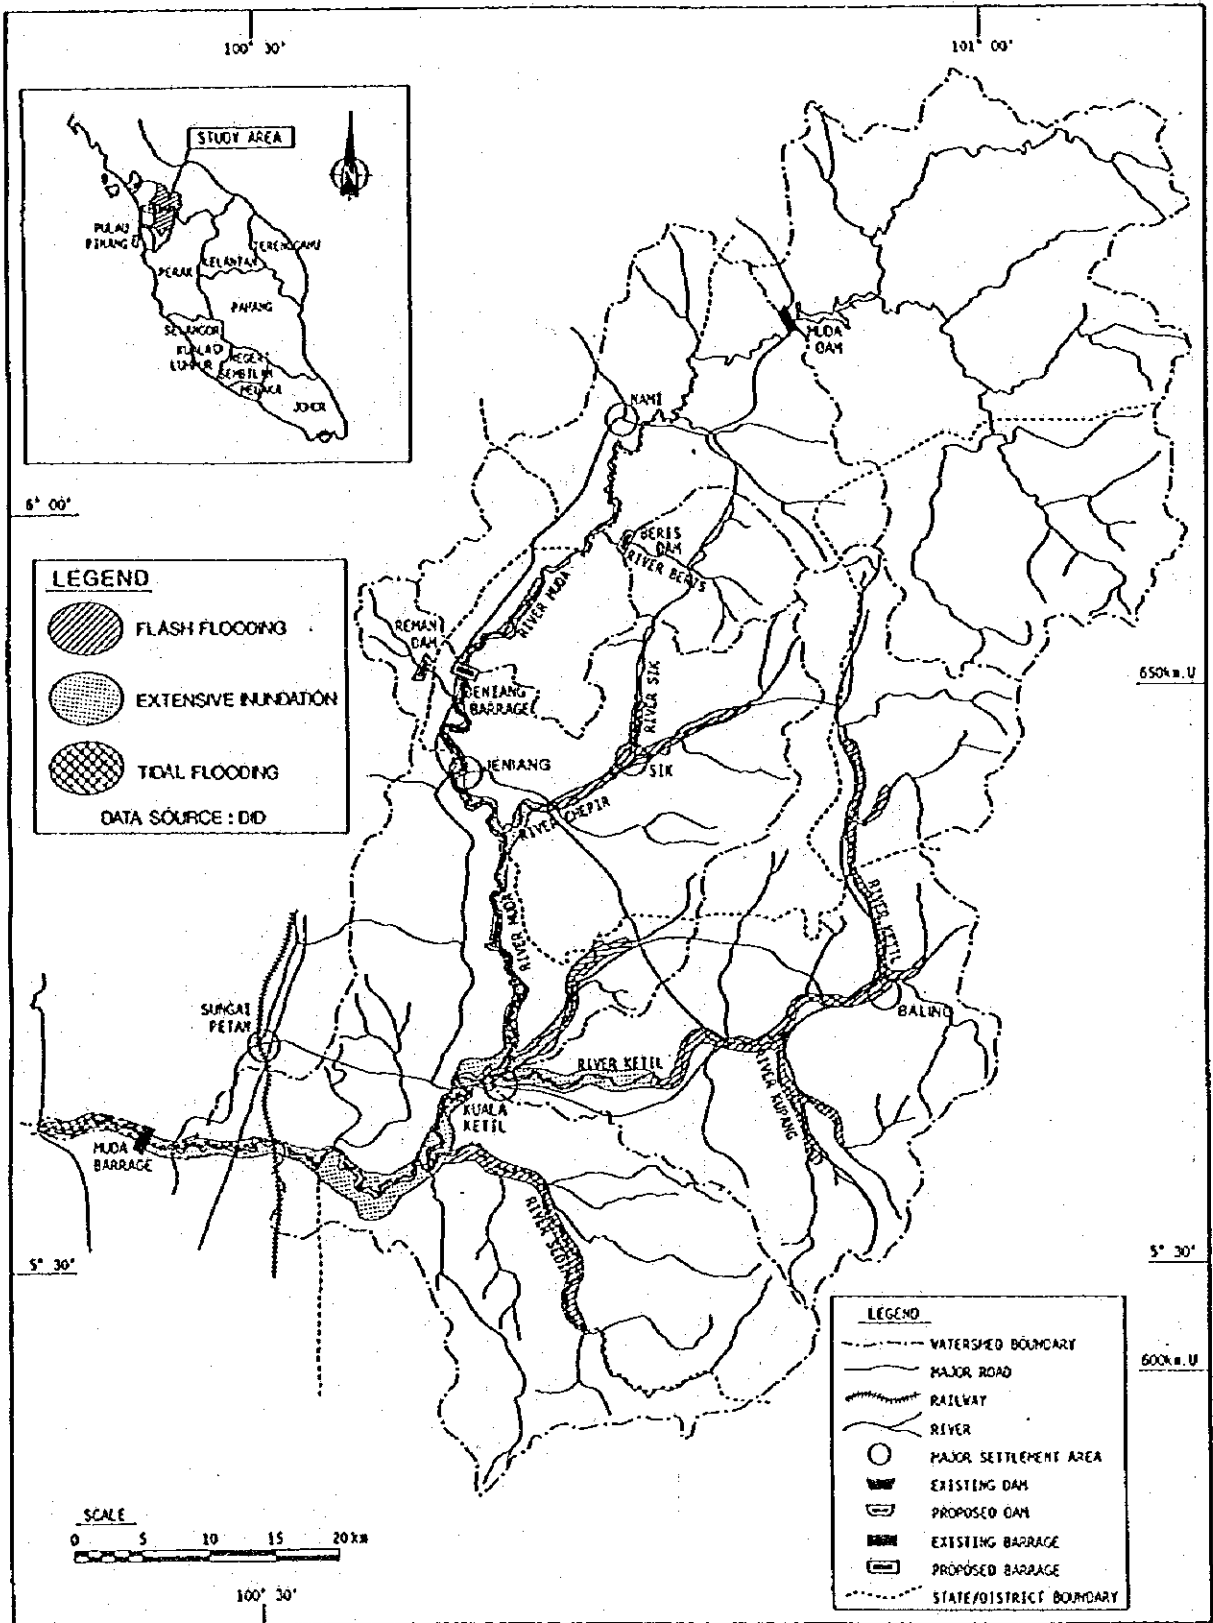 100° 30'
101° 00'
STUDY AREA
PULAU
PINANG
PERAK
KELANTAN
TERENGGANU
PAHANG
SELANGOR
KUALA
LUMPUR
NEGERI
SEMBILAN
MELAKA
JOHOR
MUDA
DAM
NAMI
6° 00'
BERIS
DAM
RIVER BERIS
RIVER MUDA
LEGEND
FLASH FLOODING
EXTENSIVE INUNDATION
TIDAL FLOODING
DATA SOURCE : DID
REMAN
DAM
JENIANG
BARRAGE
RIVER SIK
650km.U
JENIANG
SIK
RIVER CHEPIR
RIVER MUDA
RIVER KETIL
SUNGAI
PETANI
BALING
RIVER KETIL
KUALA
KETIL
RIVER KUPANG
MUDA
BARRAGE
RIVER SEDIM
5° 30'
5° 30'
LEGEND
WATERSHED BOUNDARY
MAJOR ROAD
RAILWAY
RIVER
MAJOR SETTLEMENT AREA
EXISTING DAM
PROPOSED DAM
EXISTING BARRAGE
PROPOSED BARRAGE
STATE/DISTRICT BOUNDARY
600km.U
SCALE
0 5 10 15 20km
100° 30'